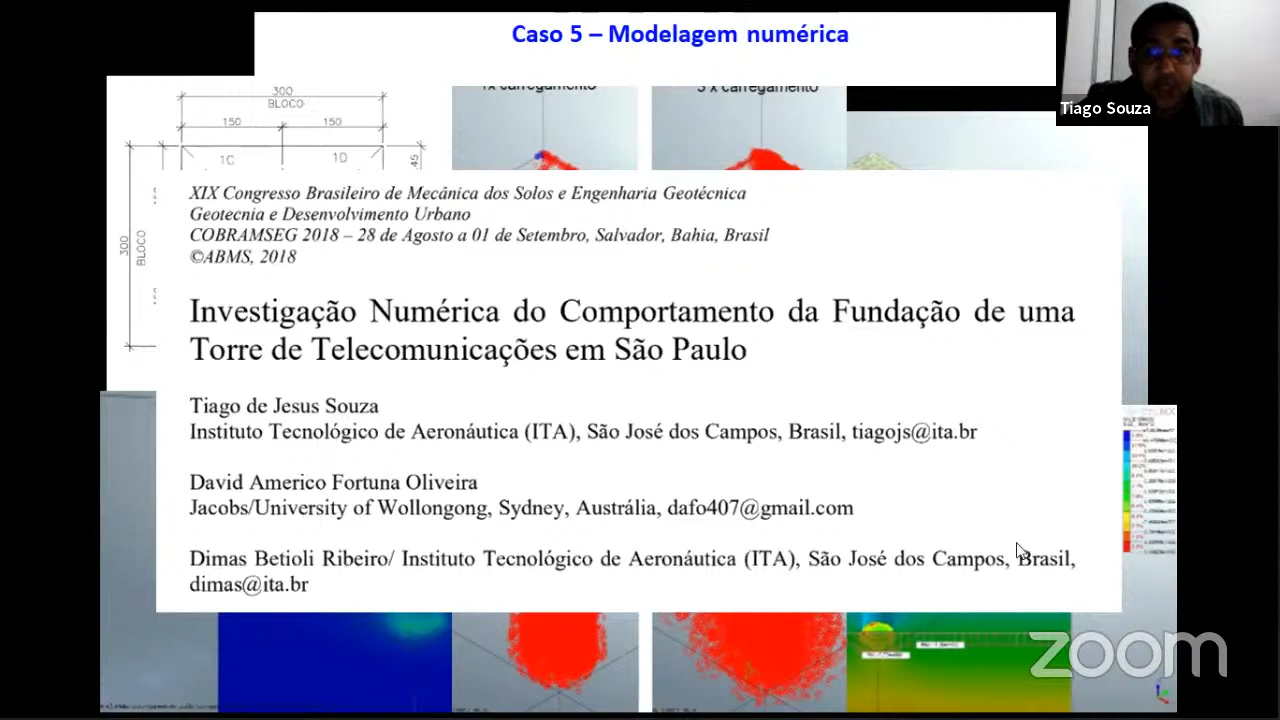 Caso 5 – Modelagem numérica
Tiago Souza
300
BLOCO
150
150
1C
1D
45
300
BLOCO
1x carregamento
3 x carregamento
XIX Congresso Brasileiro de Mecânica dos Solos e Engenharia Geotécnica
Geotecnia e Desenvolvimento Urbano
COBRAMSEG 2018 – 28 de Agosto a 01 de Setembro, Salvador, Bahia, Brasil
©ABMS, 2018
Investigação Numérica do Comportamento da Fundação de uma
Torre de Telecomunicações em São Paulo
Tiago de Jesus Souza
Instituto Tecnológico de Aeronáutica (ITA), São José dos Campos, Brasil, tiagojs@ita.br
David Americo Fortuna Oliveira
Jacobs/University of Wollongong, Sydney, Austrália, dafo407@gmail.com
Dimas Betioli Ribeiro/ Instituto Tecnológico de Aeronáutica (ITA), São José dos Campos, Brasil,
dimas@ita.br
zoom